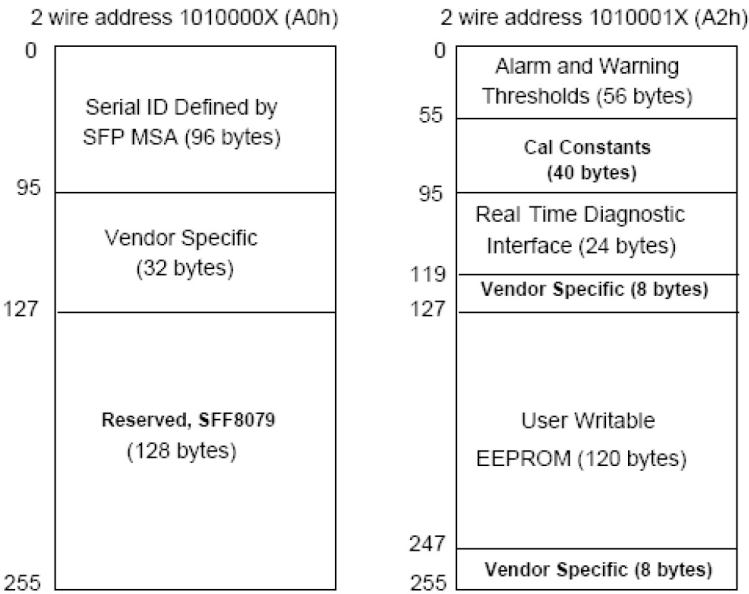 2 wire address 1010000X (A0h)
0
Serial ID Defined by
SFP MSA (96 bytes)
95
Vendor Specific
(32 bytes)
127
Reserved, SFF8079
(128 bytes)
255
2 wire address 1010001X (A2h)
0
Alarm and Warning
Thresholds (56 bytes)
55
Cal Constants
(40 bytes)
95
Real Time Diagnostic
Interface (24 bytes)
119
Vendor Specific (8 bytes)
127
User Writable
EEPROM (120 bytes)
247
Vendor Specific (8 bytes)
255